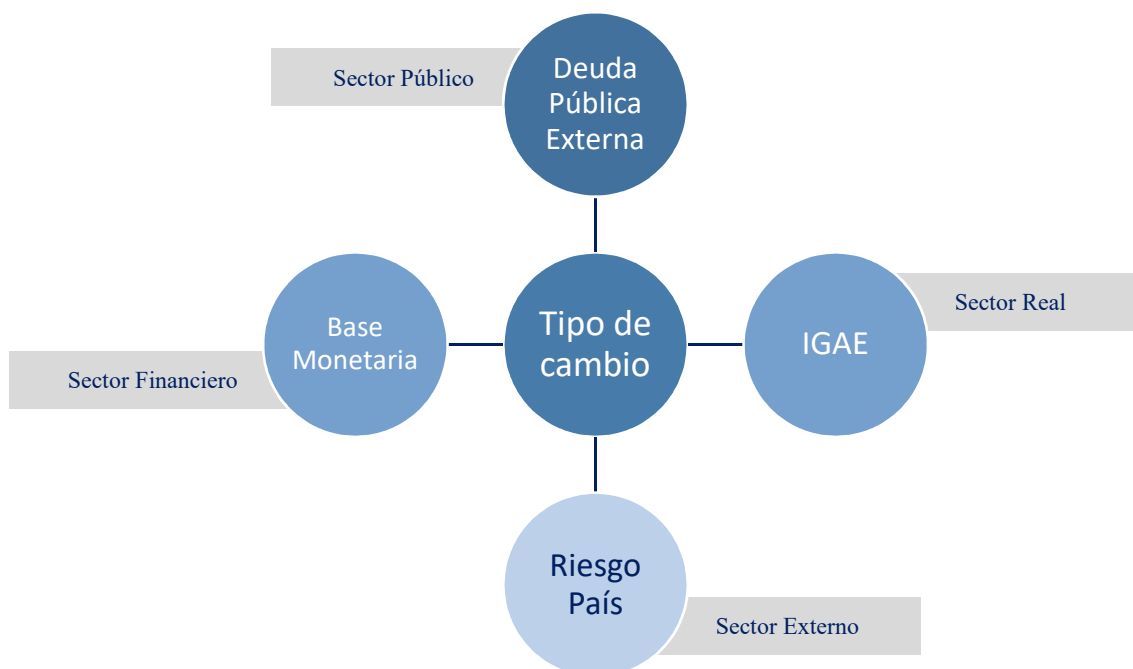 Sector Público
Deuda
Pública
Externa
Base
Monetaria
Sector Financiero
Tipo de
cambio
IGAE
Sector Real
Riesgo
País
Sector Externo